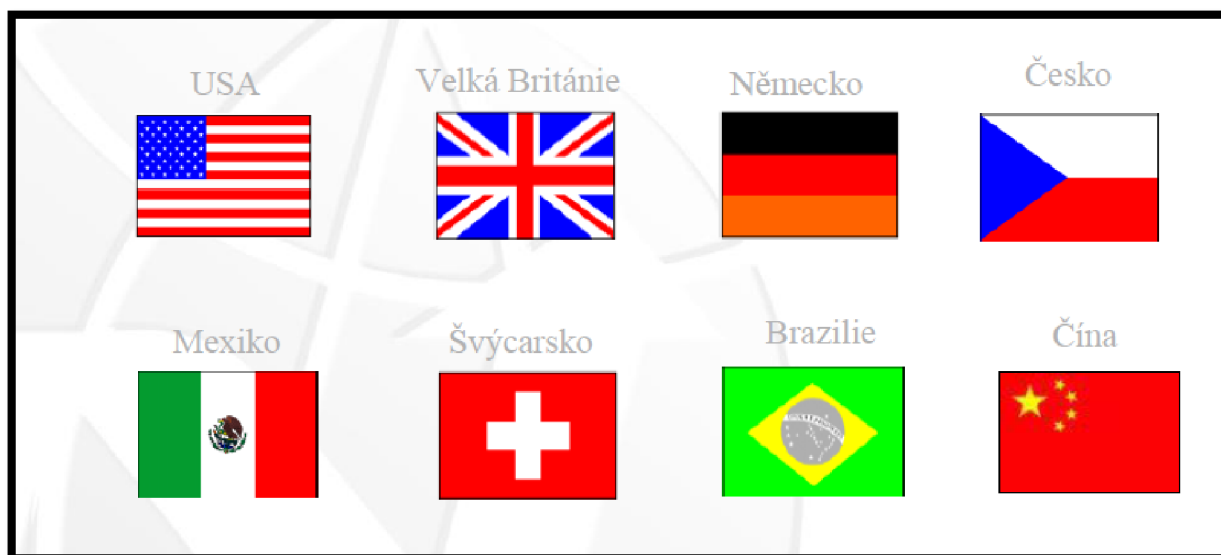 USA
Velká Británie
Německo
Česko
Mexiko
Švýcarsko
Brazilie
Čína